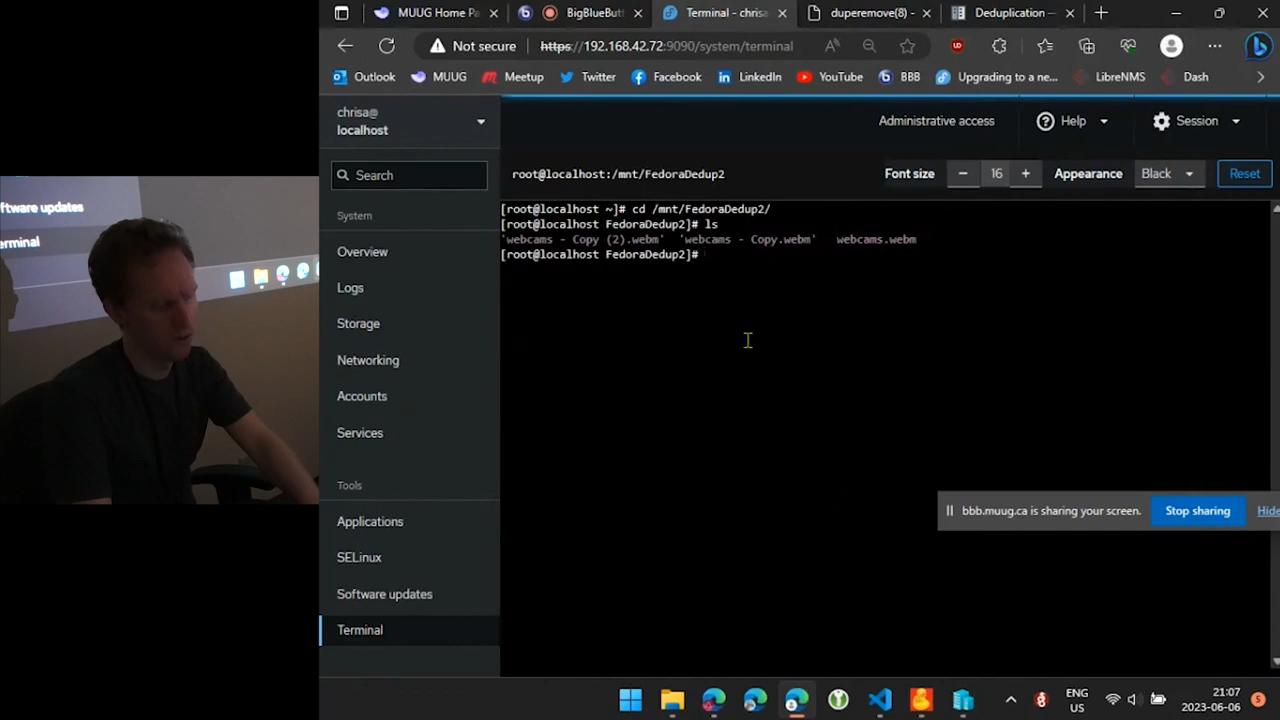 MUUG Home Pa
BigBlueButt
Terminal - chrisa
duperemove(8) -
Deduplication —
Not secure
https://192.168.42.72:9090/system/terminal
Outlook
MUUG
Meetup
Twitter
Facebook
LinkedIn
YouTube
BBB
Upgrading to a ne...
LibreNMS
Dash
chrisa@
localhost
Administrative access
Help
Session
Search
root@localhost:/mnt/FedoraDedup2
Font size
16
Appearance
Black
Reset
System
Overview
Logs
Storage
Networking
Accounts
Services
Tools
Applications
SELinux
Software updates
Terminal
[root@localhost ~]# cd /mnt/FedoraDedup2/
[root@localhost FedoraDedup2]# ls
'webcams - Copy (2).webm' 'webcams - Copy.webm' webcams.webm
[root@localhost FedoraDedup2]#
ftware updates
erminal
bbb.muug.ca is sharing your screen.
Stop sharing
Hide
ENG
US
21:07
2023-06-06
5